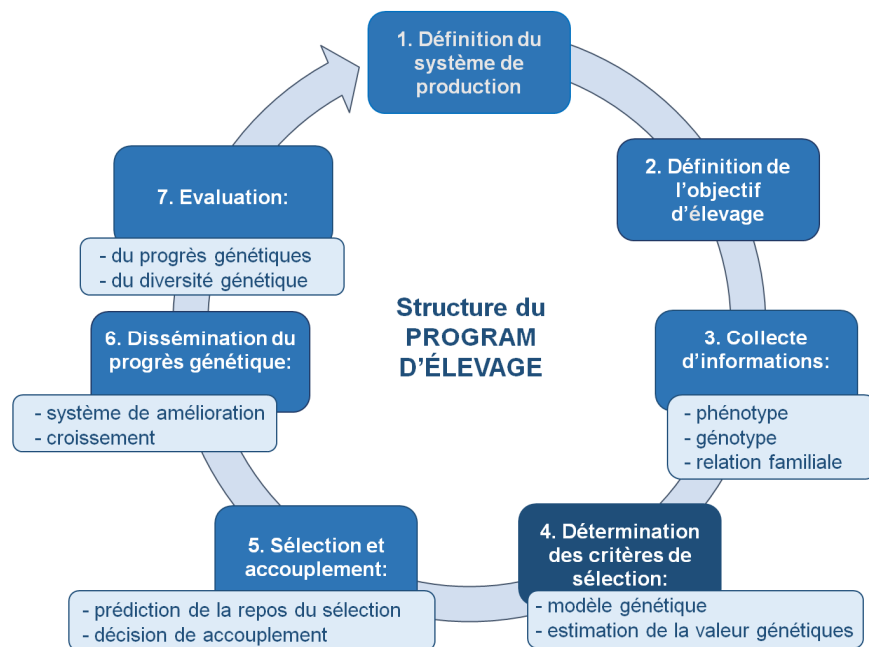 1. Définition du
système de
production
2. Définition de
l'objectif
d'élevage
3. Collecte
d'informations:
- phénotype
- génotype
- relation familiale
4. Détermination
des critères de
sélection:
- modèle génétique
- estimation de la valeur génétiques
5. Sélection et
accouplement:
- prédiction de la repos du sélection
- décision de accouplement
6. Dissémination du
progrès génétique:
- système de amélioration
- croissement
7. Evaluation:
- du progrès génétiques
- du diversité génétique
Structure du
PROGRAM
D'ÉLEVAGE